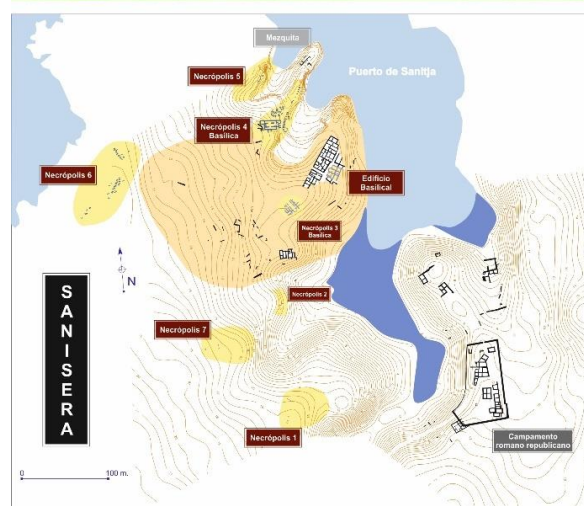 Mezquita
Puerto de Sanitja
Necrópolis 5
Necrópolis 4
Basílica
Necrópolis 6
Edificio
Basilical
Necrópolis 3
Basílica
N
Necrópolis 2
SANISERA
Necrópolis 7
Necrópolis 1
Campamento
romano republicano
0
100 m.